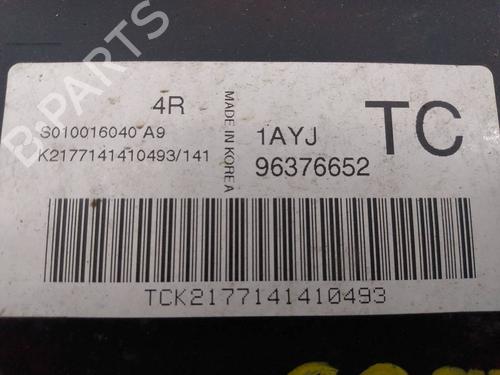 B-PARTS
4R
S010016040 A9
K2177141410493/141
MADE IN KOREA
1AYJ
96376652
TC
TCK2177141410493